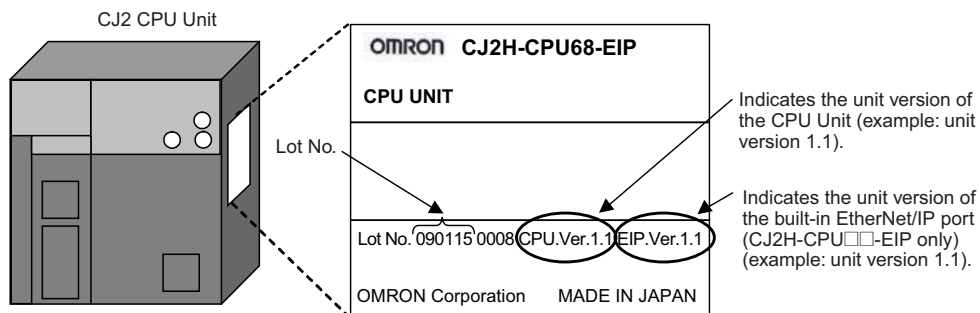 CJ2 CPU Unit
OMRON CJ2H-CPU68-EIP
CPU UNIT
Lot No.
Lot No. 090115 0008 CPU.Ver.1.1 EIP.Ver.1.1
OMRON Corporation MADE IN JAPAN
Indicates the unit version of
the CPU Unit (example: unit
version 1.1).
Indicates the unit version of
the built-in EtherNet/IP port
(CJ2H-CPU□□-EIP only)
(example: unit version 1.1).